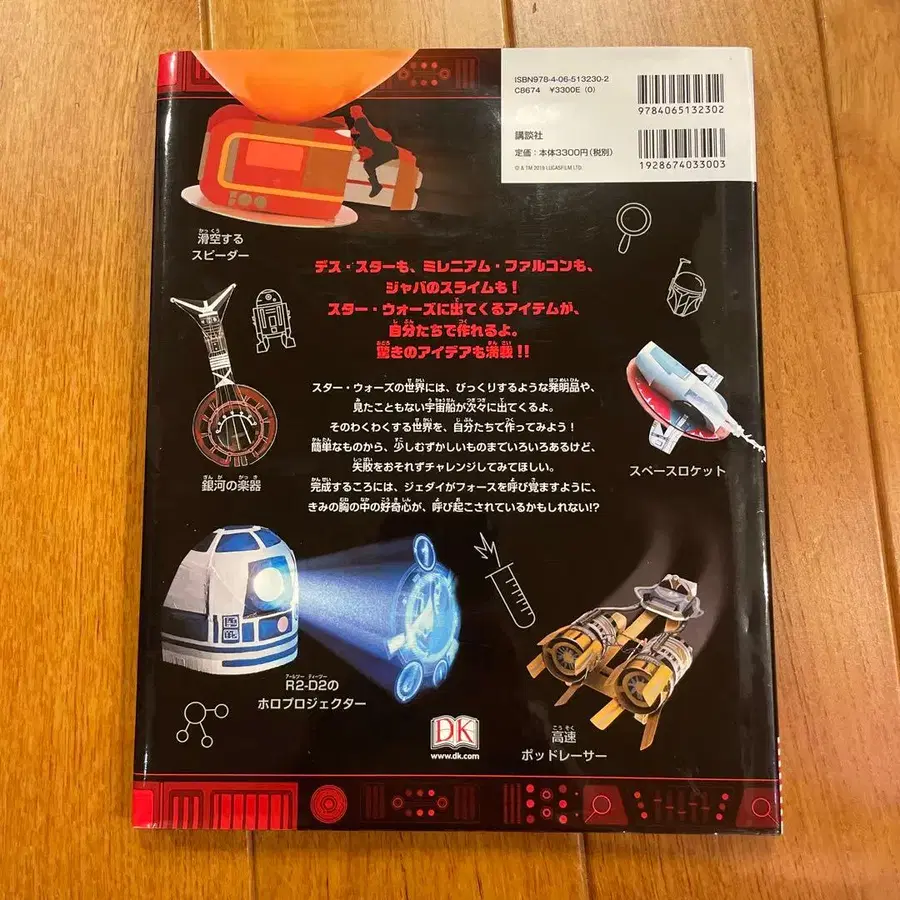 ISBN978-4-06-513230-2
C8674 ¥3300E (0)
9784065132302
講談社
定価：本体3300円（税別）
1928674033003
© & TM 2019 LUCASFILM LTD.
滑空する
スピーダー
デス・スターも、ミレニアム・ファルコンも、
ジャバのスライムも！
スター・ウォーズに出てくるアイテムが、
自分たちで作れるよ。
驚きのアイデアも満載！！
スター・ウォーズの世界には、びっくりするような発明品や、
見たこともない宇宙船が次々に出てくるよ。
そのわくわくする世界を、自分たちで作ってみよう！
簡単なものから、少しむずかしいものまでいろいろあるけど、
失敗をおそれずチャレンジしてみてほしい。
完成するころには、ジェダイがフォースを呼び覚ますように、
きみの胸の中の好奇心が、呼び起こされているかもしれない!?
銀河の楽器
スペースロケット
R2-D2の
ホロプロジェクター
DK
www.dk.com
高速
ポッドレーサー